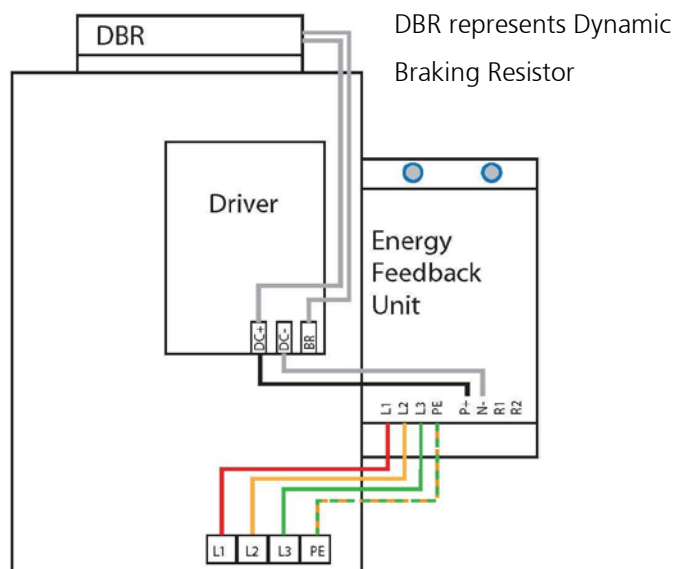 DBR
DBR represents Dynamic
Braking Resistor
Driver
Energy
Feedback
Unit
DC+ DC- BR
L1 L2 L3 PE P+ N- R1 R2
L1 L2 L3 PE